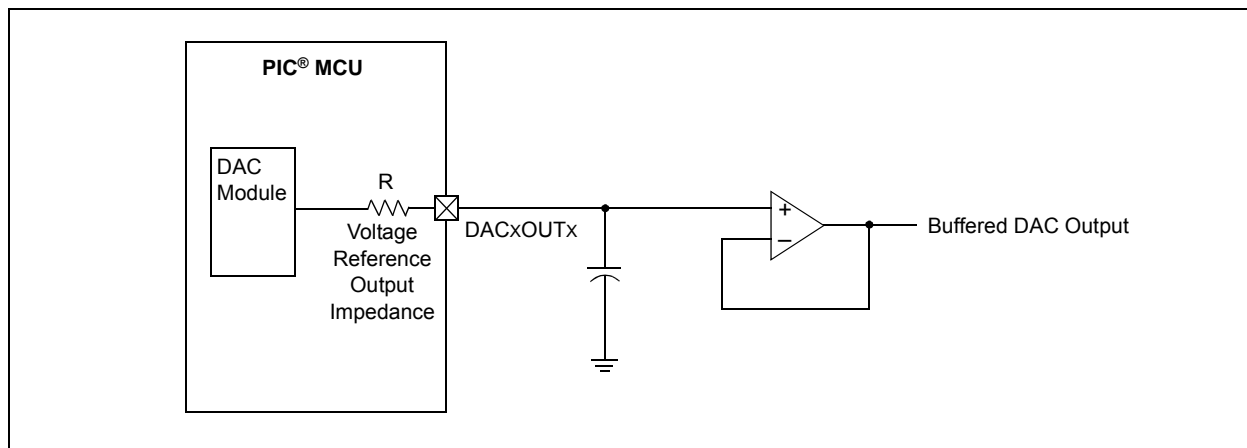 PIC® MCU
DAC
Module
R
Voltage
Reference
Output
Impedance
DACXOUTX
+
–
Buffered DAC Output